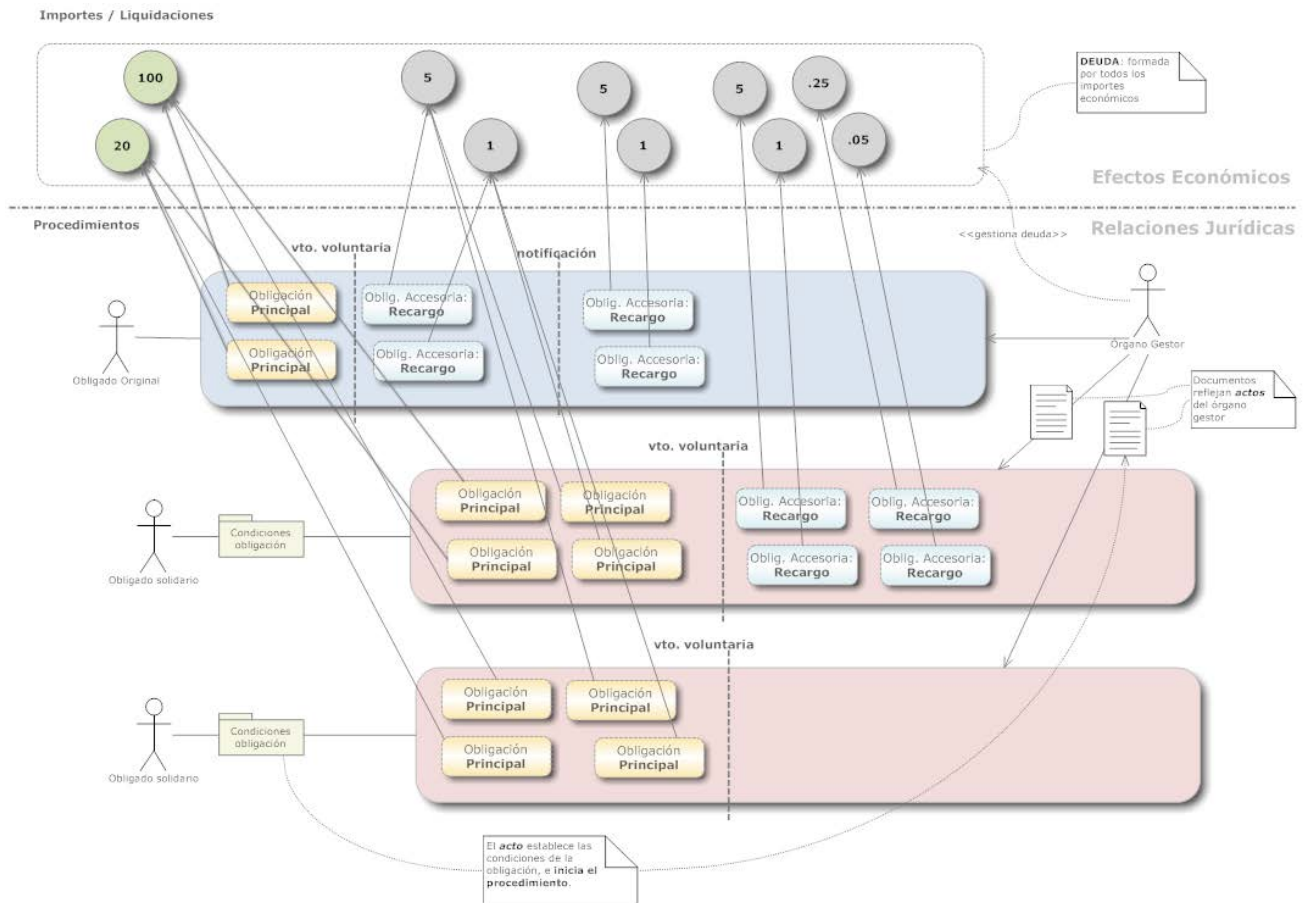 Importes / Liquidaciones
100
5
5
5
.25
20
1
1
1
.05
DEUDA: formada
por todos los
importes
económicos
Efectos Económicos
Procedimientos
Relaciones Jurídicas
<<gestiona deuda>>
vto. voluntaria
notificación
Obligación
Principal
Oblig. Accesoria:
Recargo
Oblig. Accesoria:
Recargo
Obligación
Principal
Oblig. Accesoria:
Recargo
Oblig. Accesoria:
Recargo
Obligado Original
Órgano Gestor
Documentos
reflejan actos
del órgano
gestor
vto. voluntaria
Obligación
Principal
Obligación
Principal
Oblig. Accesoria:
Recargo
Oblig. Accesoria:
Recargo
Obligación
Principal
Obligación
Principal
Oblig. Accesoria:
Recargo
Oblig. Accesoria:
Recargo
Condiciones
obligación
Obligado solidario
vto. voluntaria
Obligación
Principal
Obligación
Principal
Obligación
Principal
Obligación
Principal
Condiciones
obligación
Obligado solidario
El acto establece las
condiciones de la
obligación, e inicia el
procedimiento.